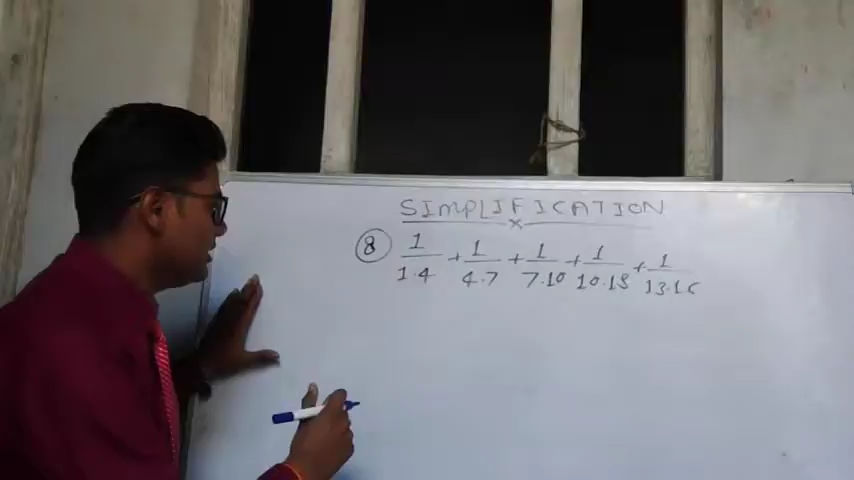 SIMPLIFICATION
x
8 1/1.4 + 1/4.7 + 1/7.10 + 1/10.13 + 1/13.16